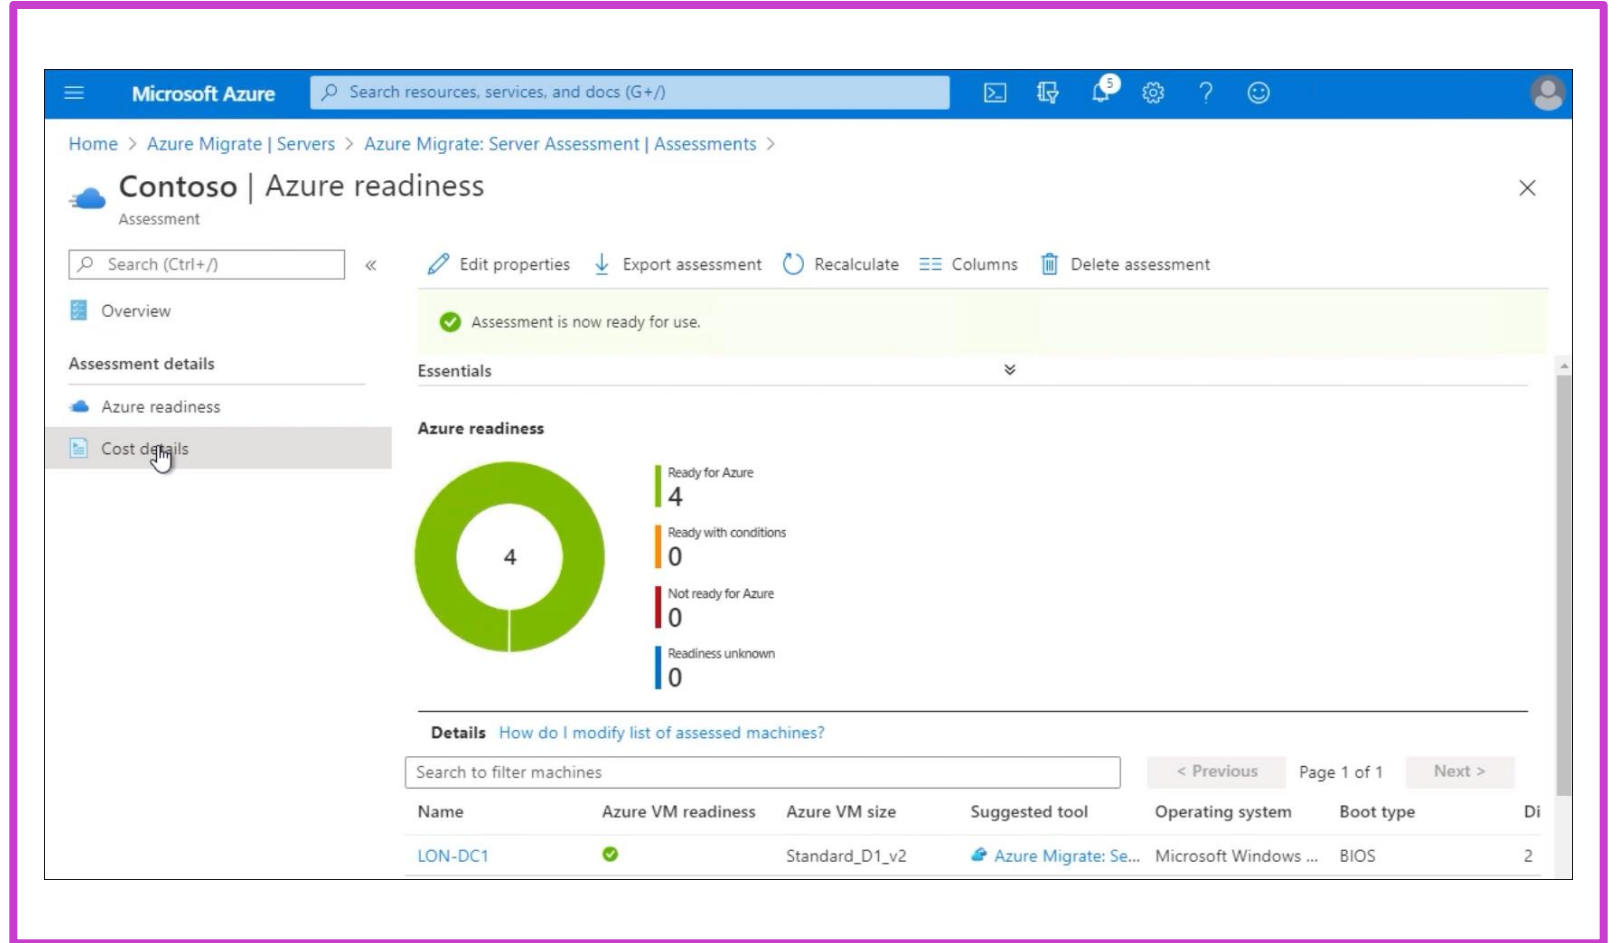 Microsoft Azure
Search resources, services, and docs (G+/)
5
Home > Azure Migrate | Servers > Azure Migrate: Server Assessment | Assessments >
Contoso | Azure readiness
Assessment
Search (Ctrl+/)
Edit properties
Export assessment
Recalculate
Columns
Delete assessment
Overview
Assessment is now ready for use.
Assessment details
Essentials
Azure readiness
Cost details
Azure readiness
4
Ready for Azure
4
Ready with conditions
0
Not ready for Azure
0
Readiness unknown
0
Details How do I modify list of assessed machines?
Search to filter machines
< Previous Page 1 of 1 Next >
Name Azure VM readiness Azure VM size Suggested tool Operating system Boot type Di
LON-DC1 Standard_D1_v2 Azure Migrate: Se... Microsoft Windows ... BIOS 2